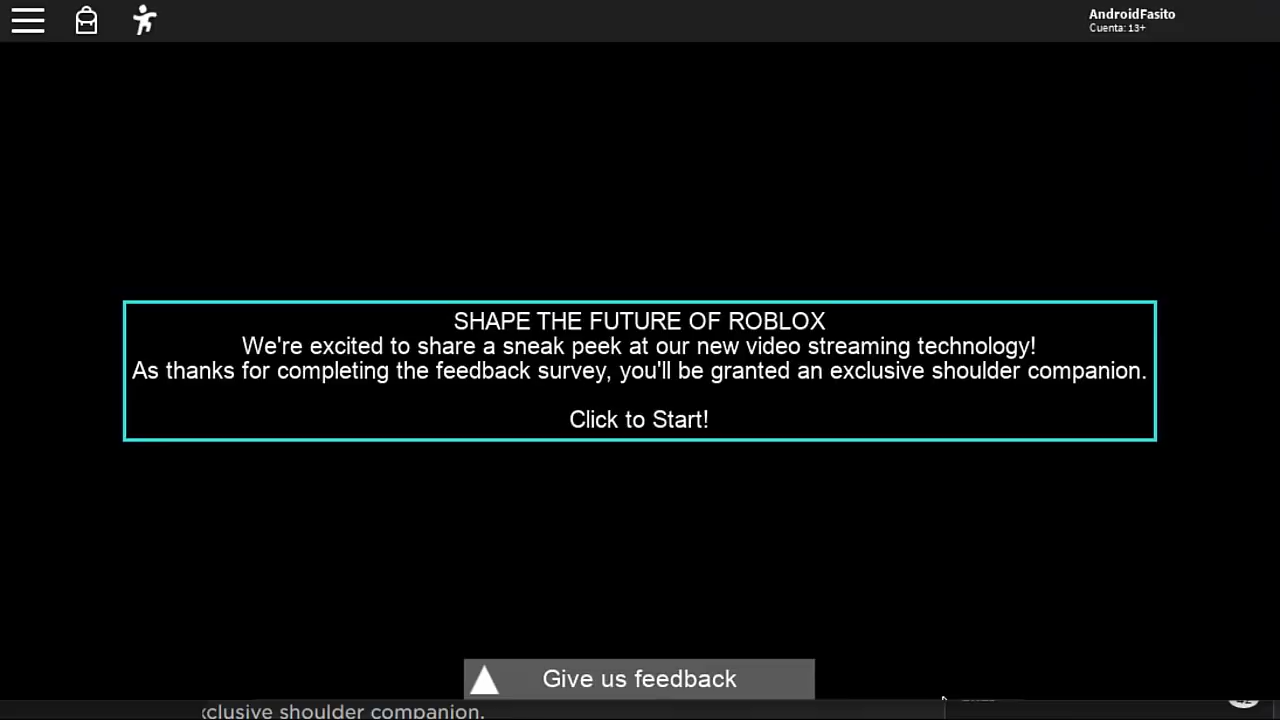 AndroidFasito
Cuenta: 13+
SHAPE THE FUTURE OF ROBLOX
We're excited to share a sneak peek at our new video streaming technology!
As thanks for completing the feedback survey, you'll be granted an exclusive shoulder companion.
Click to Start!
Give us feedback
xclusive shoulder companion.